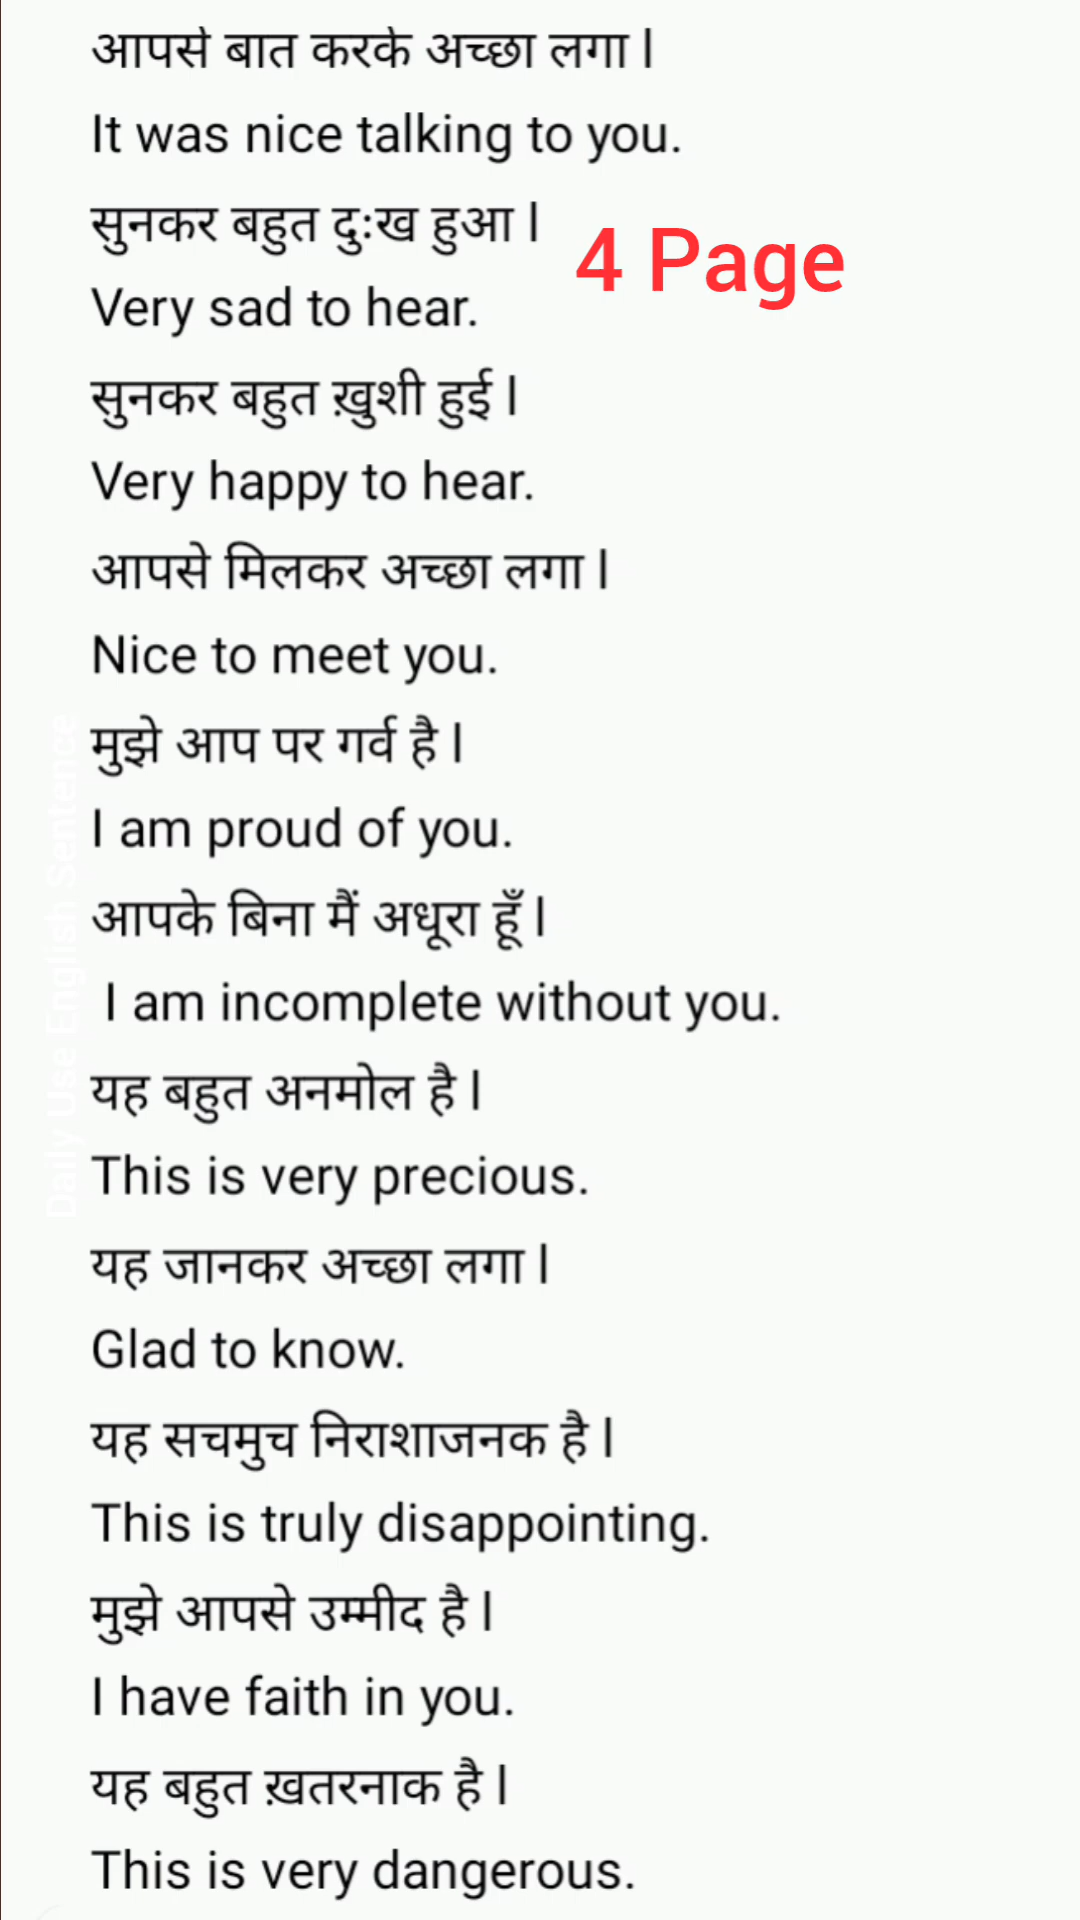 आपसे बात करके अच्छा लगा l
It was nice talking to you.
सुनकर बहुत दुःख हुआ l
4 Page
Very sad to hear.
सुनकर बहुत ख़ुशी हुई l
Very happy to hear.
आपसे मिलकर अच्छा लगा l
Nice to meet you.
मुझे आप पर गर्व है l
I am proud of you.
आपके बिना मैं अधूरा हूँ l
I am incomplete without you.
यह बहुत अनमोल है l
This is very precious.
यह जानकर अच्छा लगा l
Glad to know.
यह सचमुच निराशाजनक है l
This is truly disappointing.
मुझे आपसे उम्मीद है l
I have faith in you.
यह बहुत ख़तरनाक है l
This is very dangerous.
Daily Use English Sentence